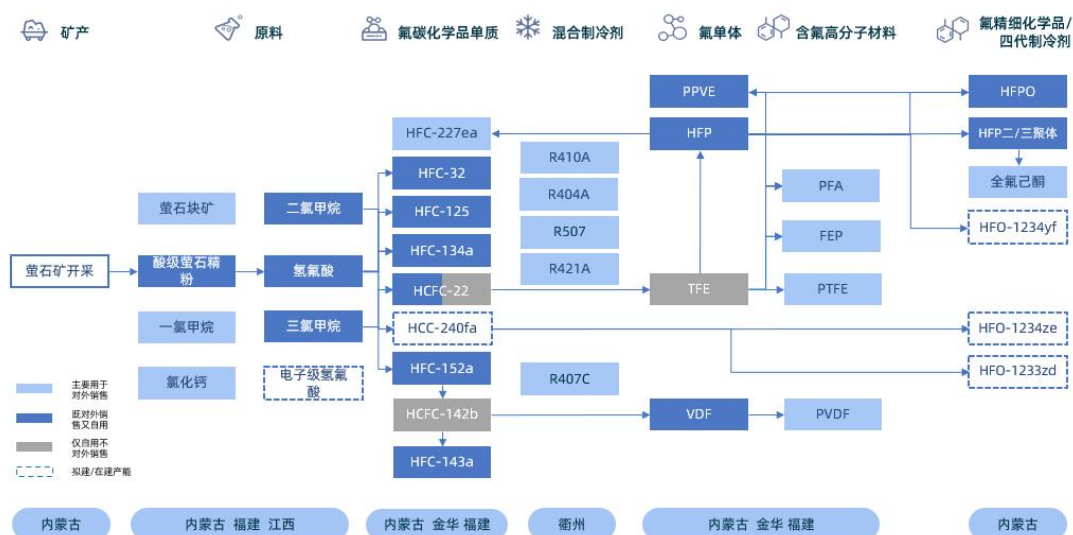 矿产
原料
氟碳化学品单质
混合制冷剂
氟单体
含氟高分子材料
氟精细化学品/
四代制冷剂
PPVE
HFPO
HFC-227ea
HFP
HFP二/三聚体
R410A
HFC-32
PFA
全氟己酮
萤石块矿
二氯甲烷
R404A
HFC-125
R507
FEP
HFO-1234yf
HFC-134a
萤石矿开采
酸级萤石精
粉
氢氟酸
R421A
HCFC-22
TFE
PTFE
一氯甲烷
三氯甲烷
HCC-240fa
HFO-1234ze
氯化钙
电子级氢氟
酸
HFC-152a
R407C
HFO-1233zd
HCFC-142b
VDF
PVDF
HFC-143a
主要用于
对外销售
既对外销
售又自用
仅自用不
对外销售
拟建/在建产能
内蒙古
内蒙古 福建 江西
内蒙古 金华 福建
衢州
内蒙古 金华 福建
内蒙古